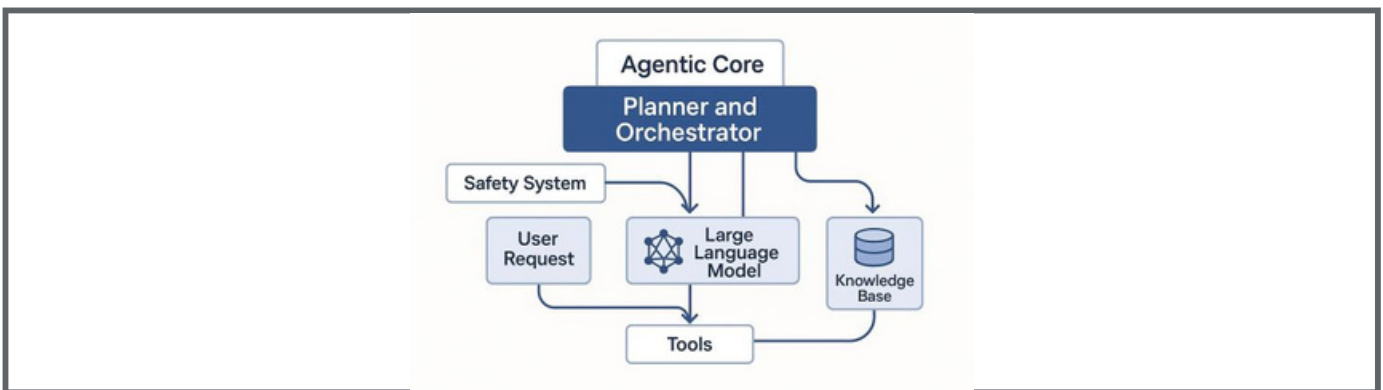 Agentic Core
Planner and
Orchestrator
Safety System
User
Request
Large
Language
Model
Knowledge
Base
Tools